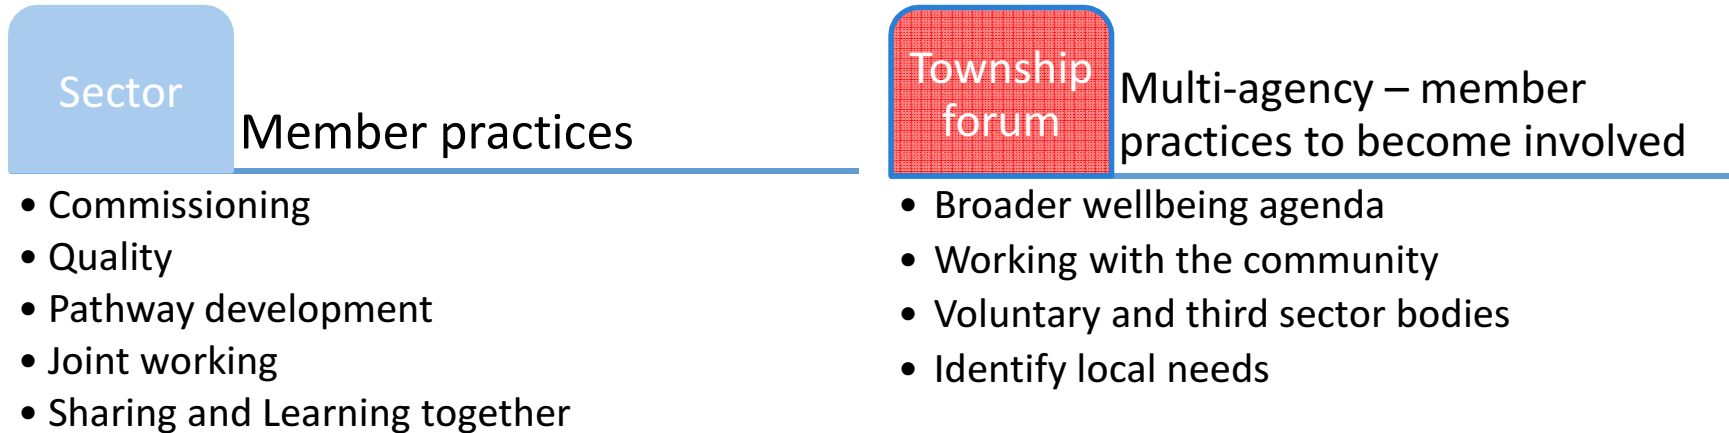 Sector
Member practices
• Commissioning
• Quality
• Pathway development
• Joint working
• Sharing and Learning together
Township
forum
Multi-agency – member
practices to become involved
• Broader wellbeing agenda
• Working with the community
• Voluntary and third sector bodies
• Identify local needs